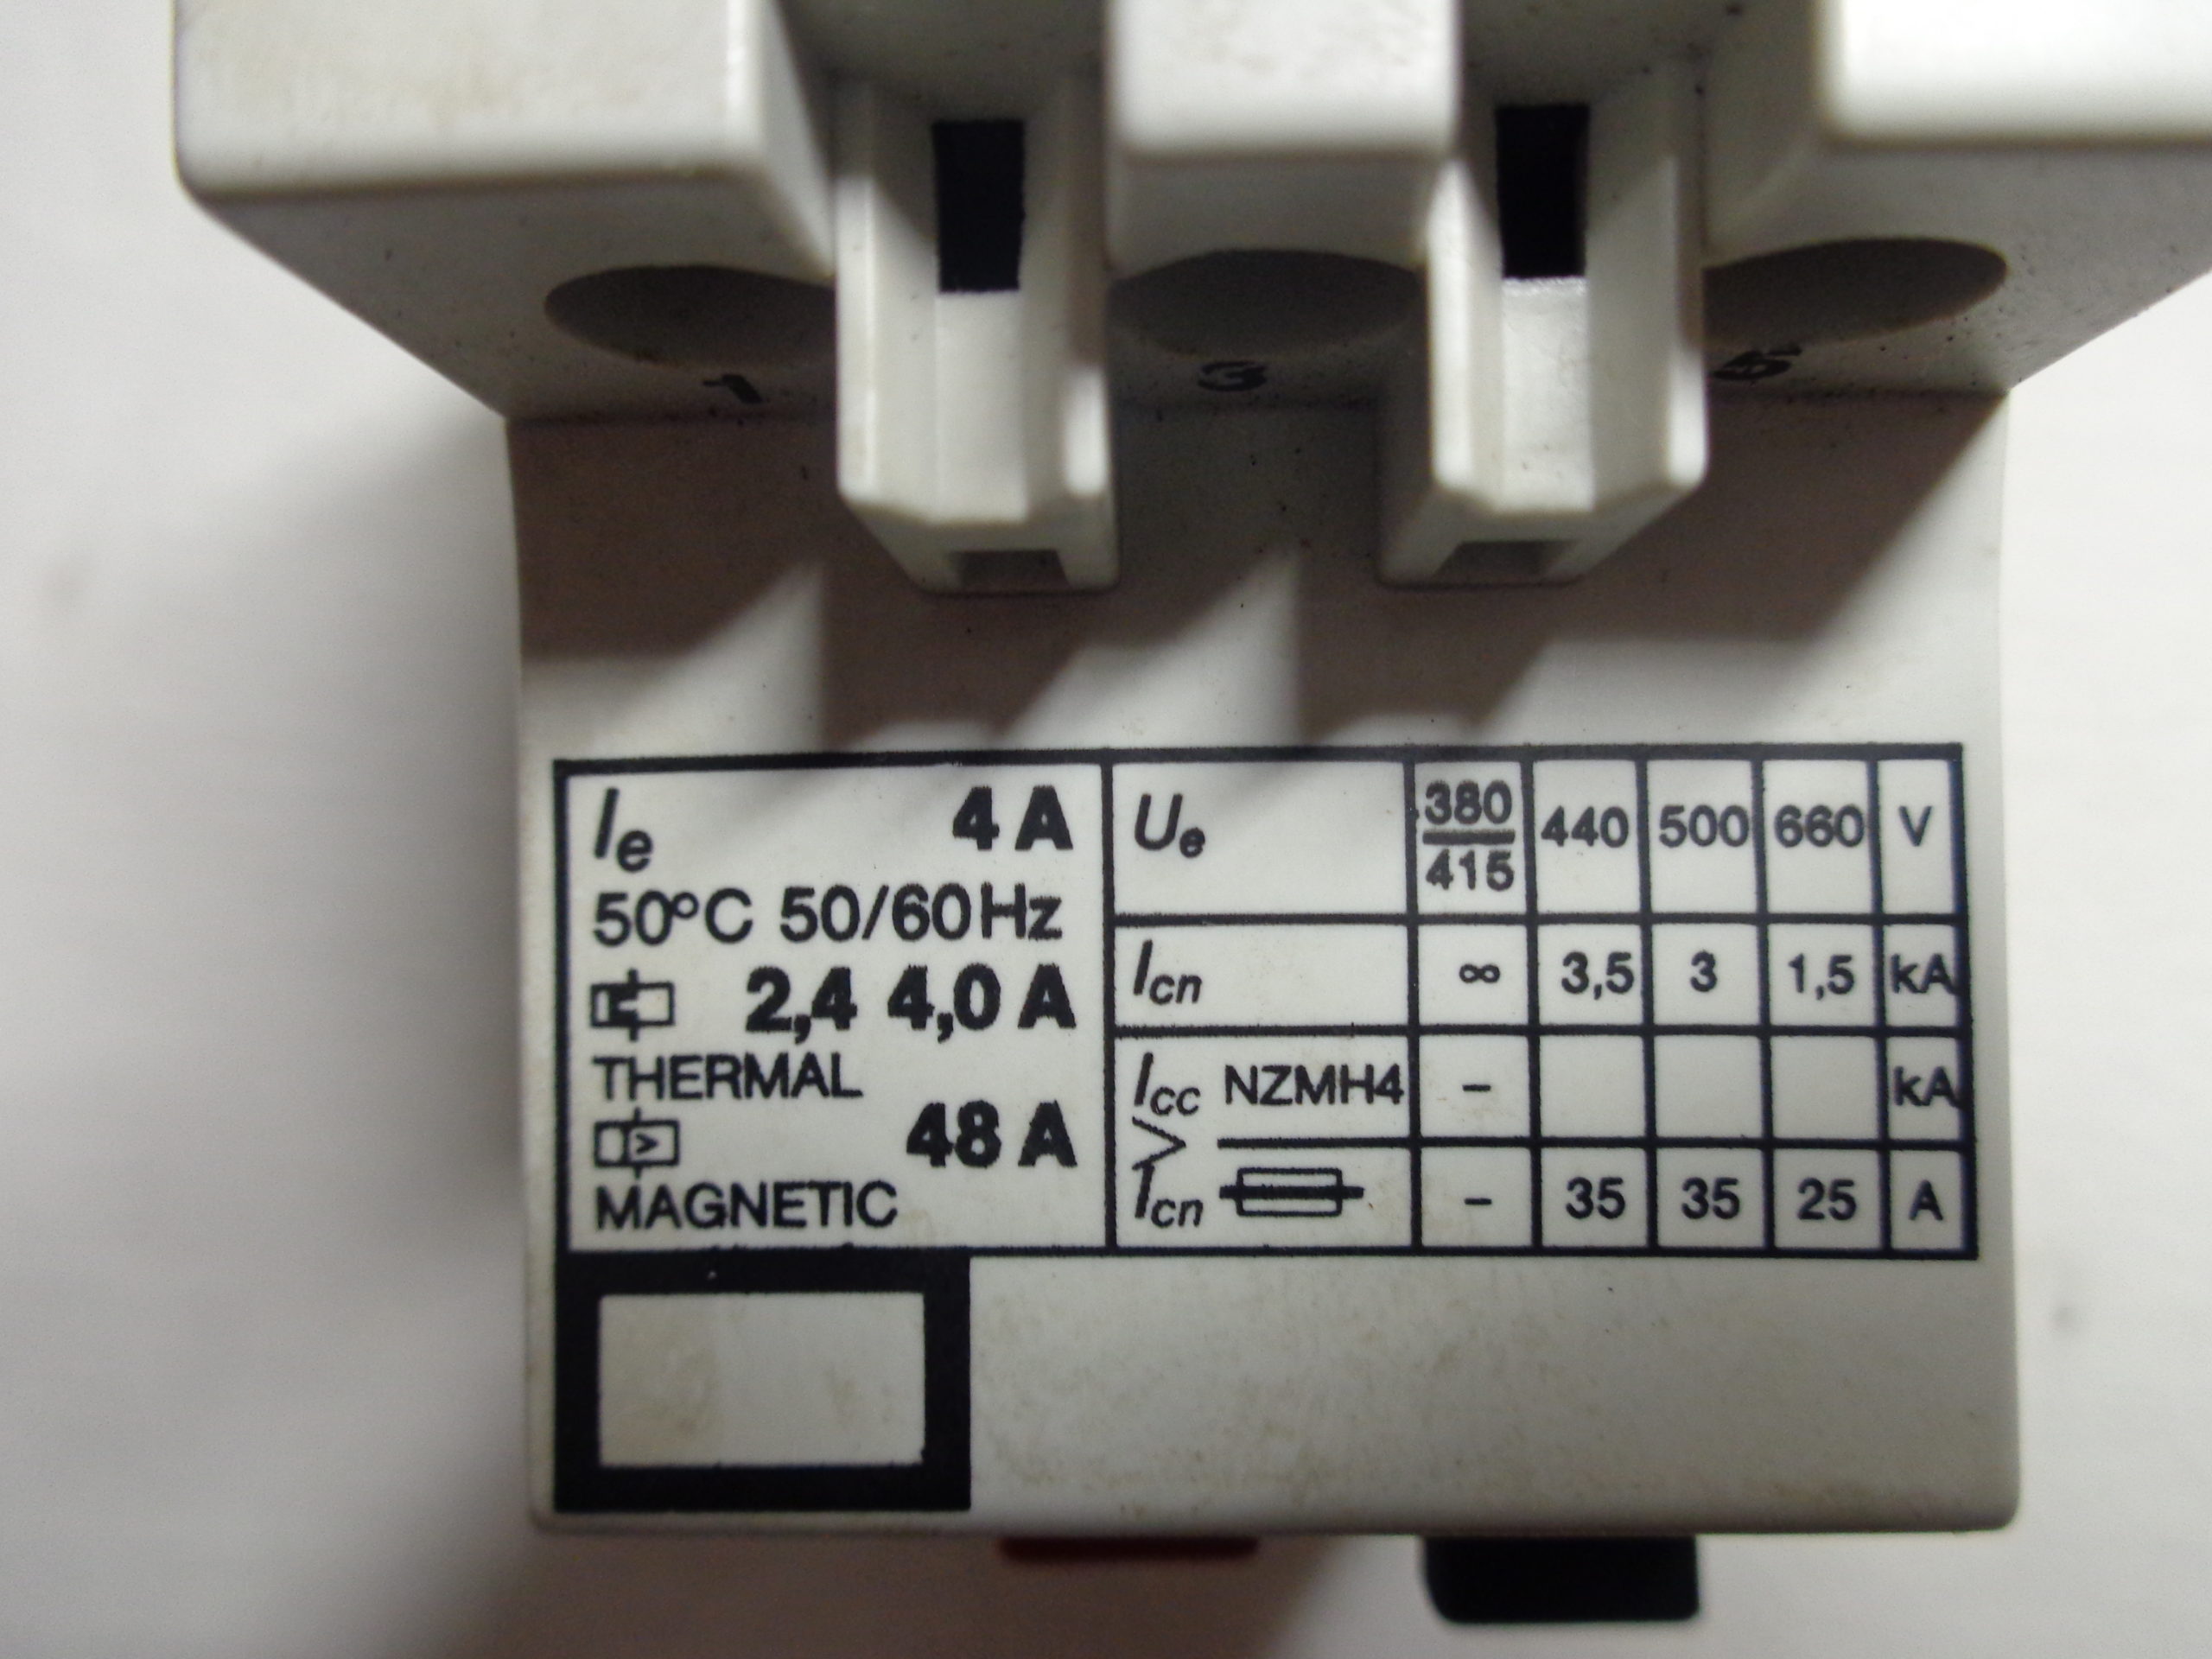 1 3 5
Ie 4 A
50°C 50/60Hz
2,4 4,0 A
THERMAL
48 A
MAGNETIC
Ue 380/415 440 500 660 V
Icn ∞ 3,5 3 1,5 kA
Icc NZMH4 – kA
>
Icn – 35 35 25 A